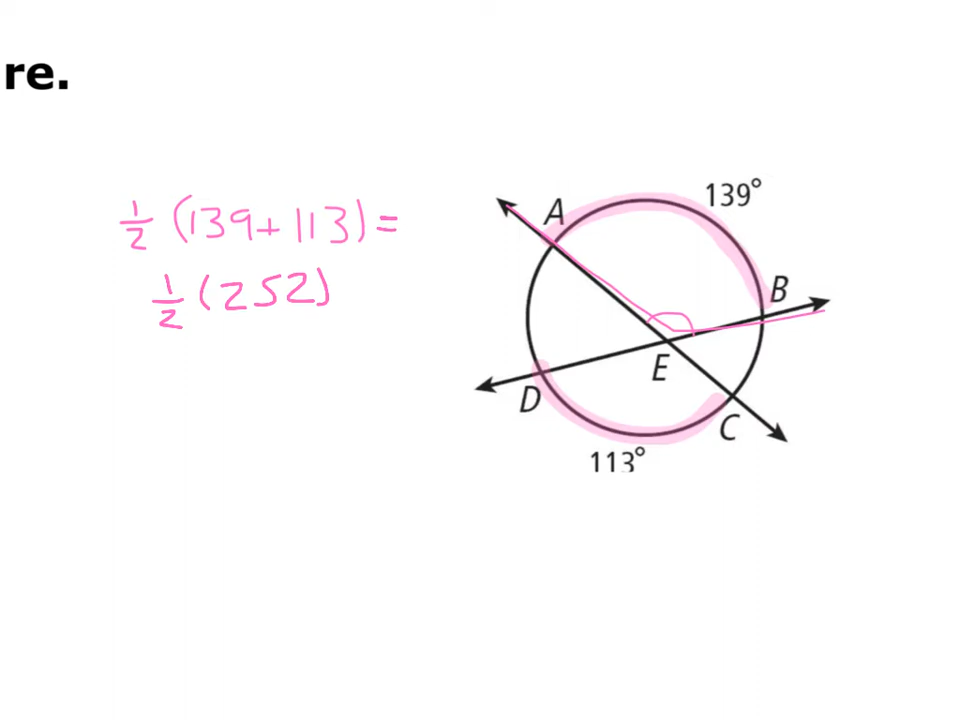 re.
½ (139+113) =
½ (252)
139°
A
B
E
D
C
113°